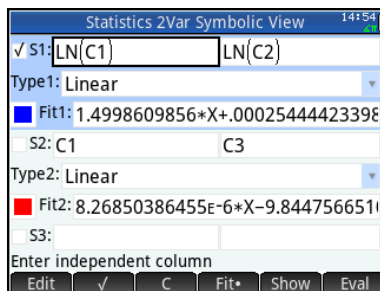 Statistics 2Var Symbolic View 14:54
√ S1: LN(C1) LN(C2)
Type1: Linear
Fit1: 1.4998609856*X+.00025444423398
S2: C1 C3
Type2: Linear
Fit2: 8.26850386455E-6*X-9.844756651
S3:
Enter independent column
Edit √ C Fit• Show Eval